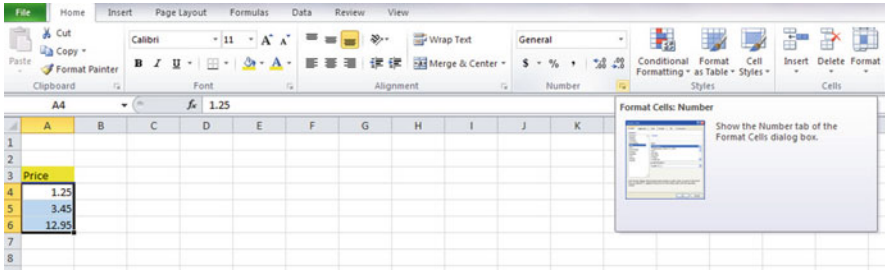 File Home Insert Page Layout Formulas Data Review View
Cut
Copy
Format Painter
Paste
Clipboard
Calibri 11 A A
B I U A
Font
Wrap Text
Merge & Center
Alignment
General
$ % ,
Number
Conditional Formatting
Format as Table
Cell Styles
Styles
Insert Delete Format
Cells
A4 fx 1.25
A B C D E F G H I J K
Format Cells: Number
Show the Number tab of the
Format Cells dialog box.
1
2
3 Price
4 1.25
5 3.45
6 12.95
7
8